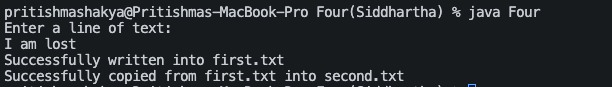 pritishmashakya@Pritishmas-MacBook-Pro Four(Siddhartha) % java Four
Enter a line of text:
I am lost
Successfully written into first.txt
Successfully copied from first.txt into second.txt